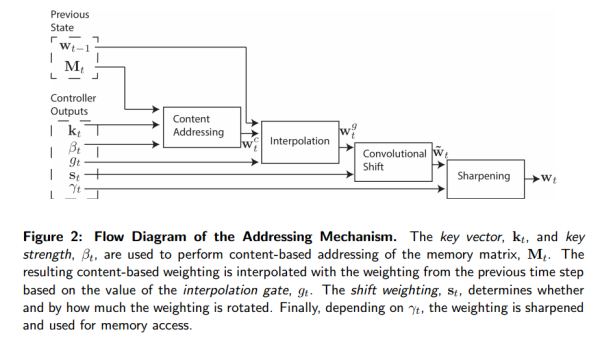 Previous
State
w_{t−1}
M_t
Controller
Outputs
k_t
β_t
g_t
s_t
γ_t
Content
Addressing
w_t^c
Interpolation
w_t^g
Convolutional
Shift
w̃_t
Sharpening
w_t
Figure 2: Flow Diagram of the Addressing Mechanism. The key vector, k_t, and key
strength, β_t, are used to perform content-based addressing of the memory matrix, M_t. The
resulting content-based weighting is interpolated with the weighting from the previous time step
based on the value of the interpolation gate, g_t. The shift weighting, s_t, determines whether
and by how much the weighting is rotated. Finally, depending on γ_t, the weighting is sharpened
and used for memory access.